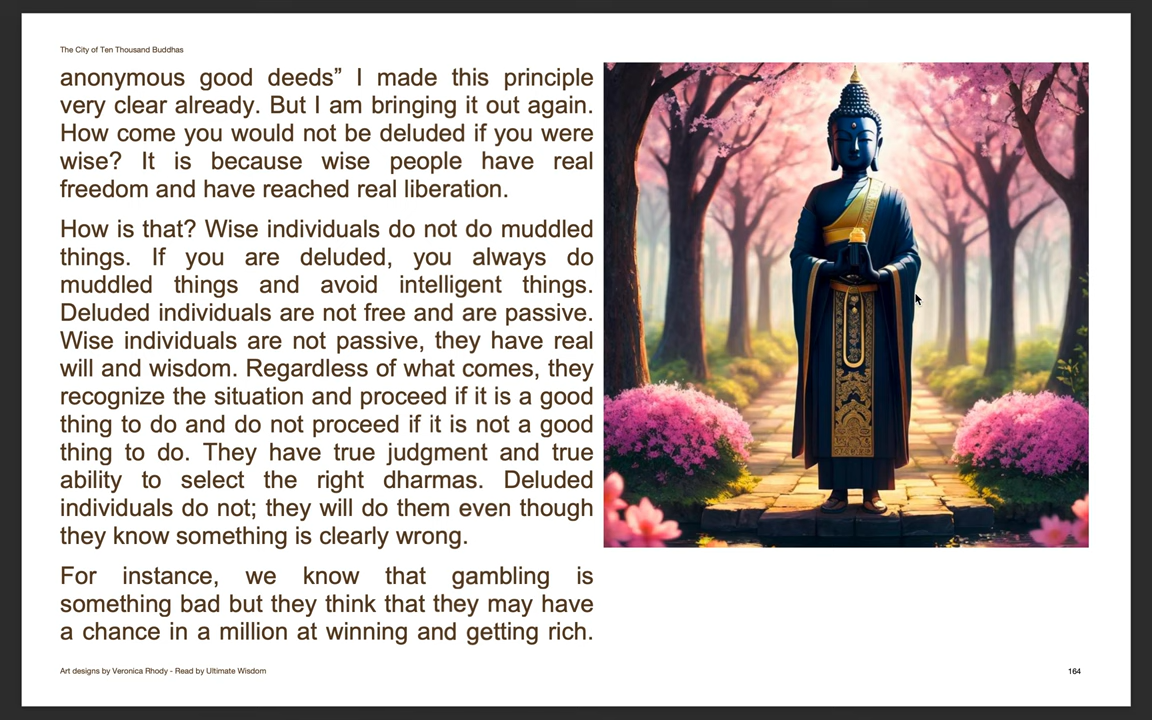 The City of Ten Thousand Buddhas
anonymous good deeds” I made this principle
very clear already. But I am bringing it out again.
How come you would not be deluded if you were
wise? It is because wise people have real
freedom and have reached real liberation.
How is that? Wise individuals do not do muddled
things. If you are deluded, you always do
muddled things and avoid intelligent things.
Deluded individuals are not free and are passive.
Wise individuals are not passive, they have real
will and wisdom. Regardless of what comes, they
recognize the situation and proceed if it is a good
thing to do and do not proceed if it is not a good
thing to do. They have true judgment and true
ability to select the right dharmas. Deluded
individuals do not; they will do them even though
they know something is clearly wrong.
For instance, we know that gambling is
something bad but they think that they may have
a chance in a million at winning and getting rich.
Art designs by Veronica Rhody - Read by Ultimate Wisdom
164